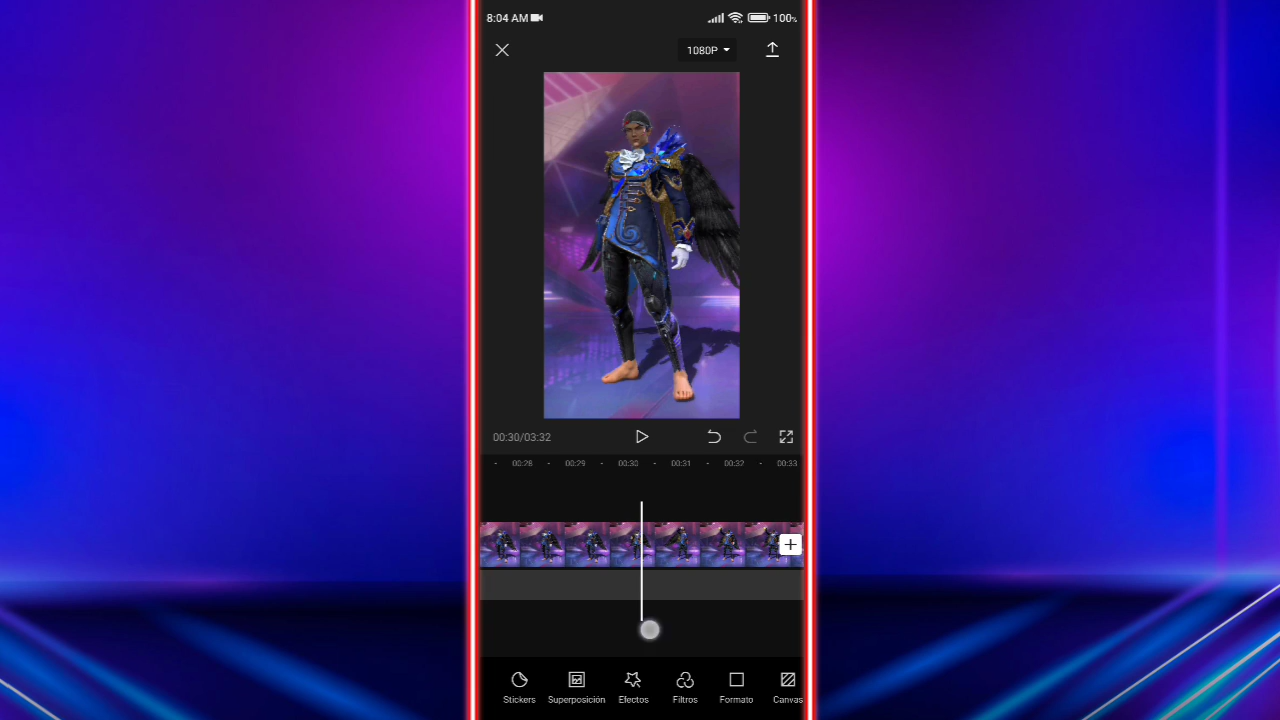 8:04 AM 100%
1080P
00:30/03:32
00:28 00:29 00:30 00:31 00:32 00:33
Stickers Superposición Efectos Filtros Formato Canvas